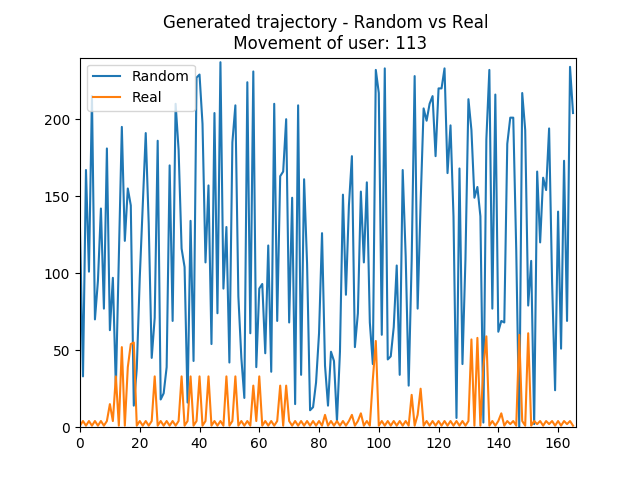 Generated trajectory - Random vs Real
Movement of user: 113
Random
Real
200
150
100
50
0
0 20 40 60 80 100 120 140 160